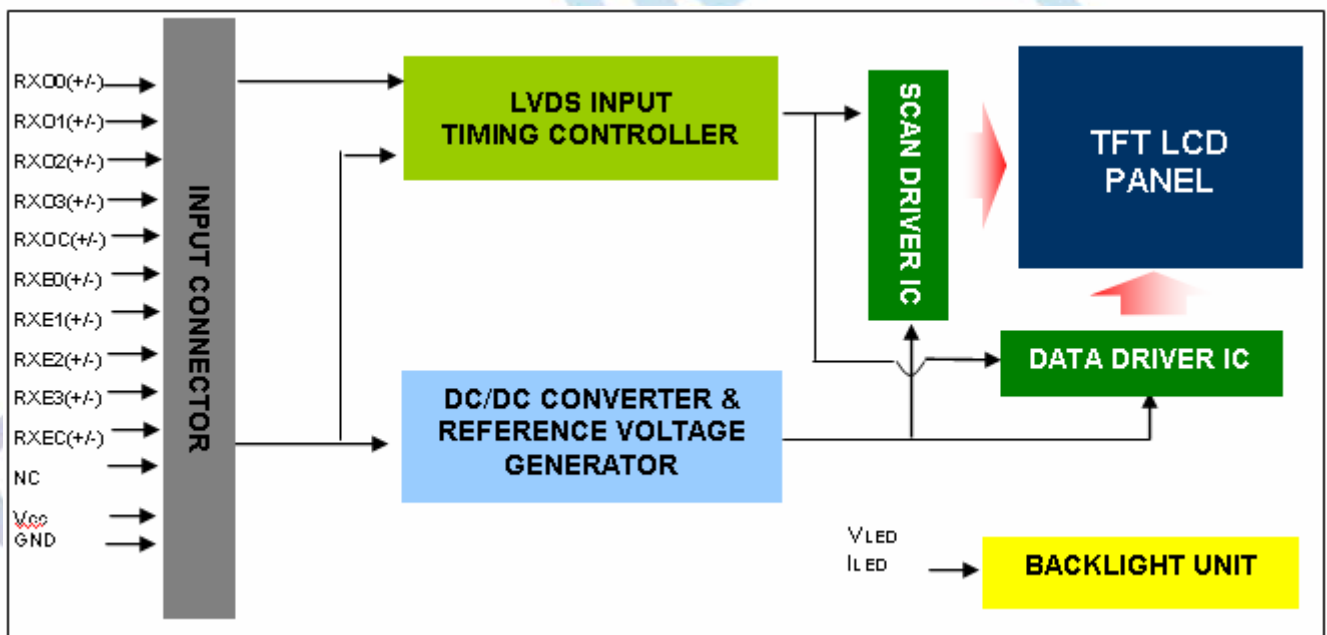 RXO0(+/-)
RXO1(+/-)
RXO2(+/-)
RXO3(+/-)
RXOC(+/-)
RXE0(+/-)
RXE1(+/-)
RXE2(+/-)
RXE3(+/-)
RXEC(+/-)
NC
Vcc
GND
INPUT CONNECTOR
LVDS INPUT
TIMING CONTROLLER
DC/DC CONVERTER &
REFERENCE VOLTAGE
GENERATOR
SCAN DRIVER IC
TFT LCD
PANEL
DATA DRIVER IC
VLED
ILED
BACKLIGHT UNIT